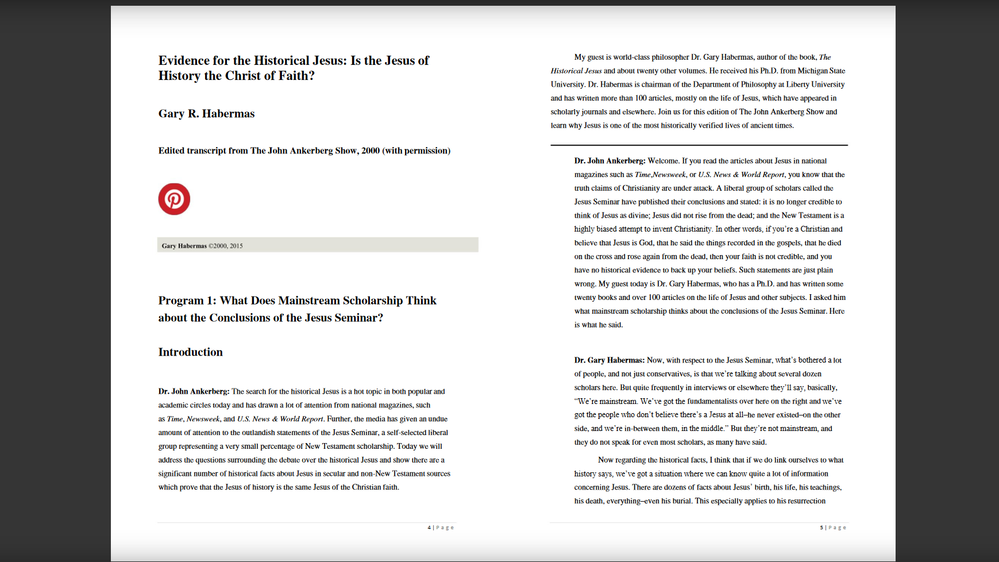 Evidence for the Historical Jesus: Is the Jesus of
History the Christ of Faith?
Gary R. Habermas
Edited transcript from The John Ankerberg Show, 2000 (with permission)
Gary Habermas ©2000, 2015
Program 1: What Does Mainstream Scholarship Think
about the Conclusions of the Jesus Seminar?
Introduction
Dr. John Ankerberg: The search for the historical Jesus is a hot topic in both popular and
academic circles today and has drawn a lot of attention from national magazines, such
as Time, Newsweek, and U.S. News & World Report. Further, the media has given an undue
amount of attention to the outlandish statements of the Jesus Seminar, a self-selected liberal
group representing a very small percentage of New Testament scholarship. Today we will
address the questions surrounding the debate over the historical Jesus and show there are a
significant number of historical facts about Jesus in secular and non-New Testament sources
which prove that the Jesus of history is the same Jesus of the Christian faith.
4 | Page
My guest is world-class philosopher Dr. Gary Habermas, author of the book, The
Historical Jesus and about twenty other volumes. He received his Ph.D. from Michigan State
University. Dr. Habermas is chairman of the Department of Philosophy at Liberty University
and has written more than 100 articles, mostly on the life of Jesus, which have appeared in
scholarly journals and elsewhere. Join us for this edition of The John Ankerberg Show and
learn why Jesus is one of the most historically verified lives of ancient times.
Dr. John Ankerberg: Welcome. If you read the articles about Jesus in national
magazines such as Time,Newsweek, or U.S. News & World Report, you know that the
truth claims of Christianity are under attack. A liberal group of scholars called the
Jesus Seminar have published their conclusions and stated: it is no longer credible to
think of Jesus as divine; Jesus did not rise from the dead; and the New Testament is a
highly biased attempt to invent Christianity. In other words, if you’re a Christian and
believe that Jesus is God, that he said the things recorded in the gospels, that he died
on the cross and rose again from the dead, then your faith is not credible, and you
have no historical evidence to back up your beliefs. Such statements are just plain
wrong. My guest today is Dr. Gary Habermas, who has a Ph.D. and has written some
twenty books and over 100 articles on the life of Jesus and other subjects. I asked him
what mainstream scholarship thinks about the conclusions of the Jesus Seminar. Here
is what he said.
Dr. Gary Habermas: Now, with respect to the Jesus Seminar, what’s bothered a lot
of people, and not just conservatives, is that we’re talking about several dozen
scholars here. But quite frequently in interviews or elsewhere they’ll say, basically,
“We’re mainstream. We’ve got the fundamentalists over here on the right and we’ve
got the people who don’t believe there’s a Jesus at all–he never existed–on the other
side, and we’re in-between them, in the middle.” But they’re not mainstream, and
they do not speak for even most scholars, as many have said.
Now regarding the historical facts, I think that if we do link ourselves to what
history says, we’ve got a situation where we can know quite a lot of information
concerning Jesus. There are dozens of facts about Jesus’ birth, his life, his teachings,
his death, everything–even his burial. This especially applies to his resurrection
5 | Page